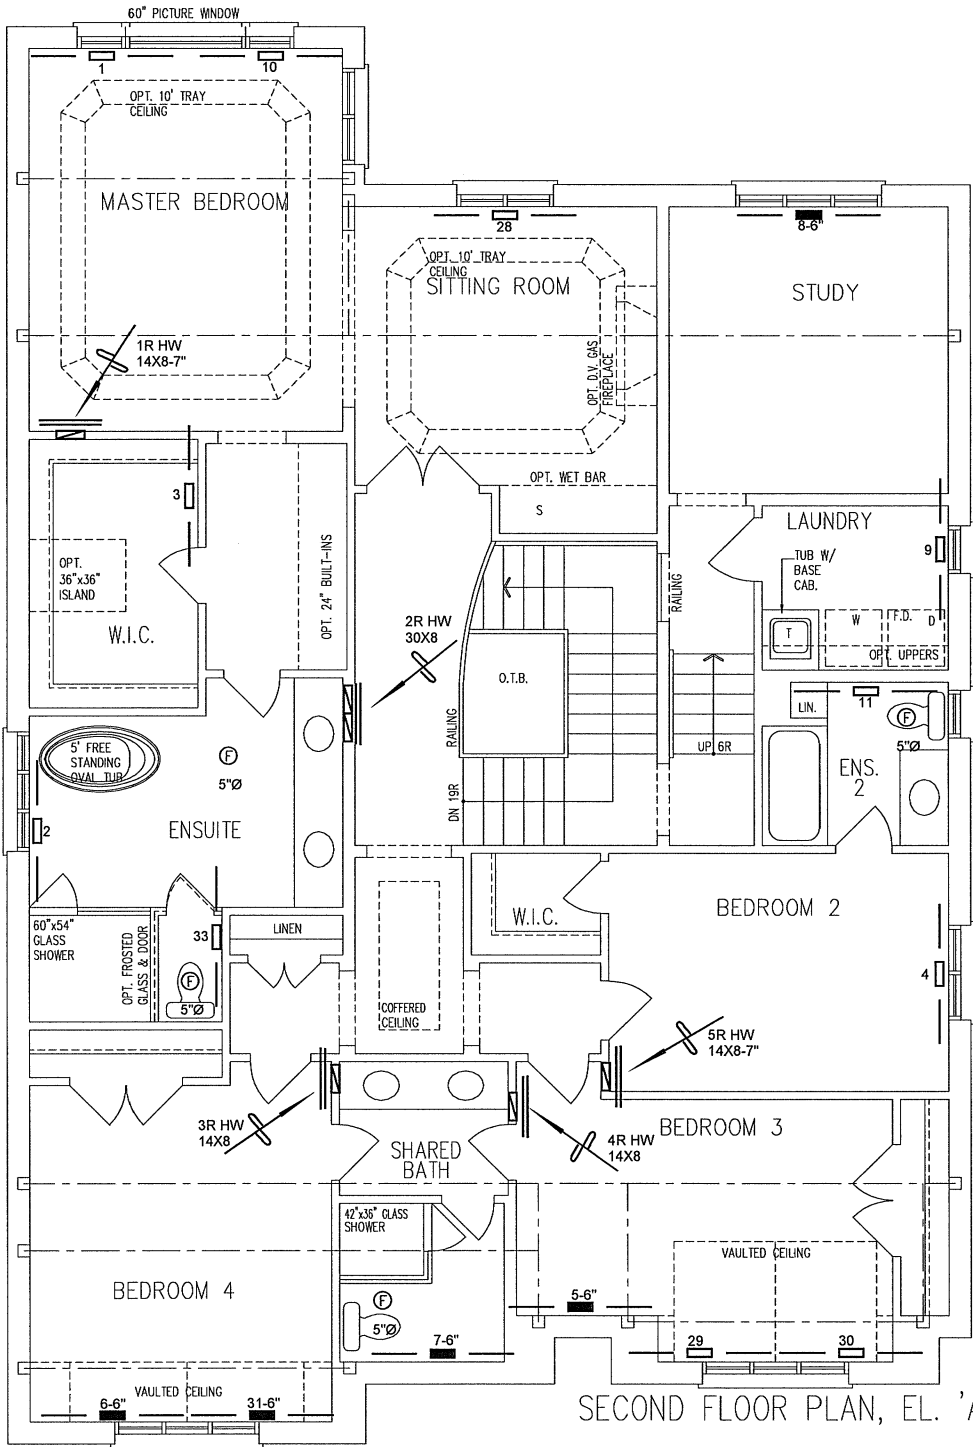 60" PICTURE WINDOW
1
10
OPT. 10' TRAY
CEILING
MASTER BEDROOM
28
8-6"
OPT. 10' TRAY
CEILING
SITTING ROOM
STUDY
1R HW
14X8-7"
OPT. D.V. GAS
FIREPLACE
OPT. WET BAR
S
3
LAUNDRY
9
TUB W/
BASE
CAB.
OPT.
36"x36"
ISLAND
W.I.C.
OPT. 24" BUILT-INS
RAILING
2R HW
30X8
T
W
F.D.
D
OPT. UPPERS
O.T.B.
RAILING
UP 6R
LIN.
11
F
5"Ø
5' FREE
STANDING
OVAL TUB
F
5"Ø
ENS.
2
DN 19R
2
ENSUITE
60"x54"
GLASS
SHOWER
OPT. FROSTED
GLASS & DOOR
33
F
5"Ø
LINEN
W.I.C.
BEDROOM 2
4
COFFERED
CEILING
5R HW
14X8-7"
3R HW
14X8
SHARED
BATH
4R HW
14X8
BEDROOM 3
42"x36" GLASS
SHOWER
VAULTED CEILING
BEDROOM 4
F
5"Ø
5-6"
7-6"
29
30
VAULTED CEILING
6-6"
31-6"
SECOND FLOOR PLAN, EL. 'A